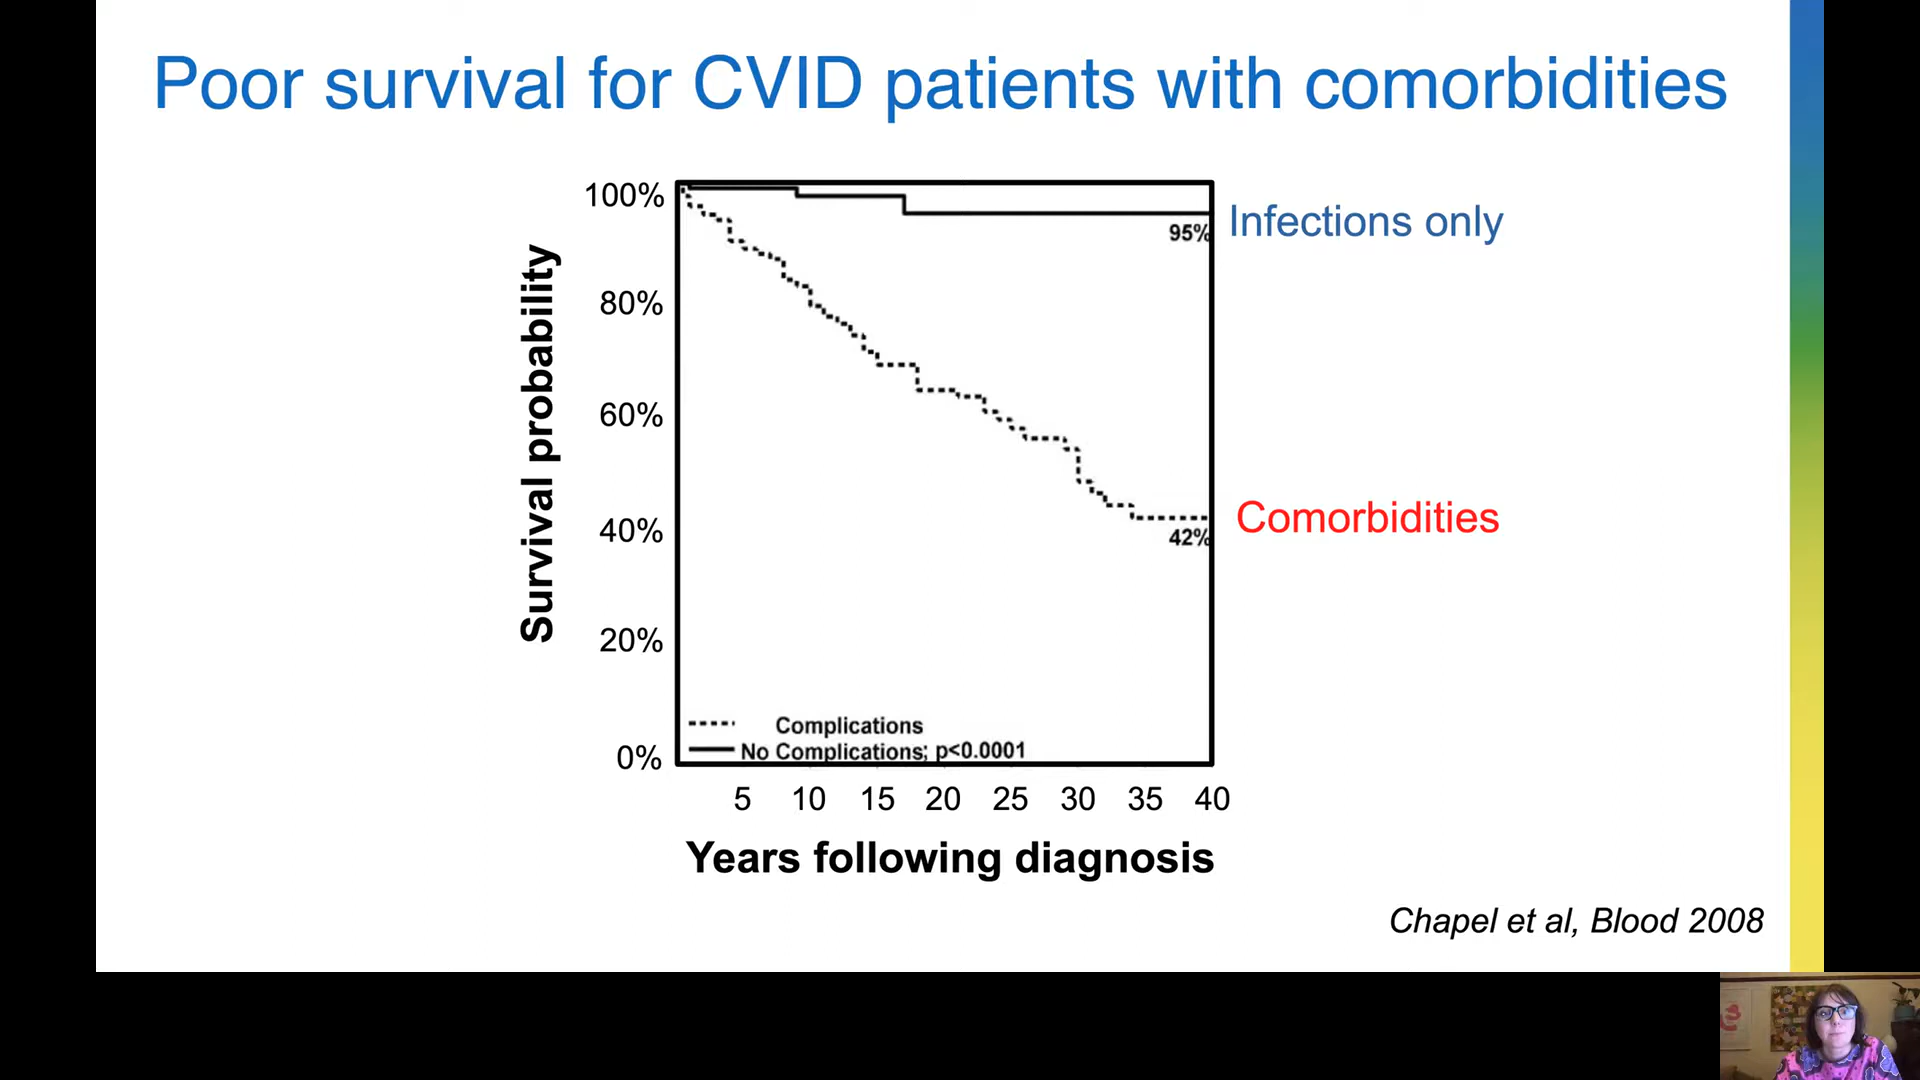 Poor survival for CVID patients with comorbidities
Survival probability
100%
80%
60%
40%
20%
0%
95%
42%
Infections only
Comorbidities
Complications
No Complications; p<0.0001
5 10 15 20 25 30 35 40
Years following diagnosis
Chapel et al, Blood 2008